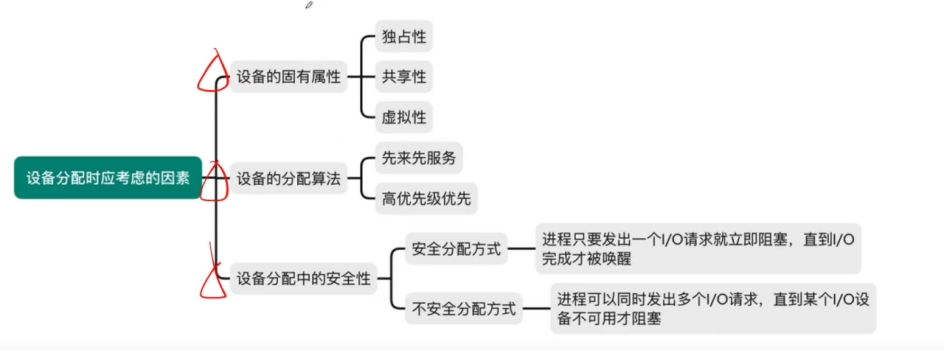 设备分配时应考虑的因素
设备的固有属性
独占性
共享性
虚拟性
设备的分配算法
先来先服务
高优先级优先
设备分配中的安全性
安全分配方式
进程只要发出一个I/O请求就立即阻塞，直到I/O
完成才被唤醒
不安全分配方式
进程可以同时发出多个I/O请求，直到某个I/O设
备不可用才阻塞